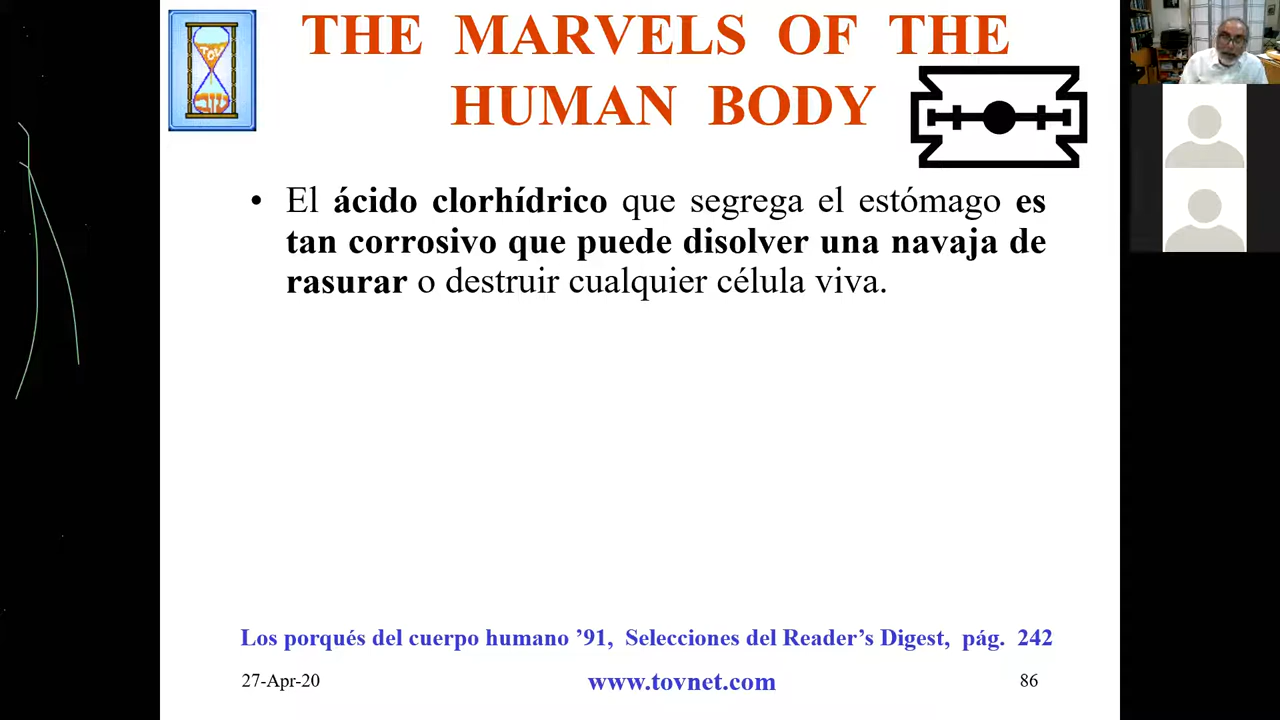 THE MARVELS OF THE
HUMAN BODY
• El ácido clorhídrico que segrega el estómago es
tan corrosivo que puede disolver una navaja de
rasurar o destruir cualquier célula viva.
Los porqués del cuerpo humano ’91, Selecciones del Reader’s Digest, pág. 242
27-Apr-20
www.tovnet.com
86